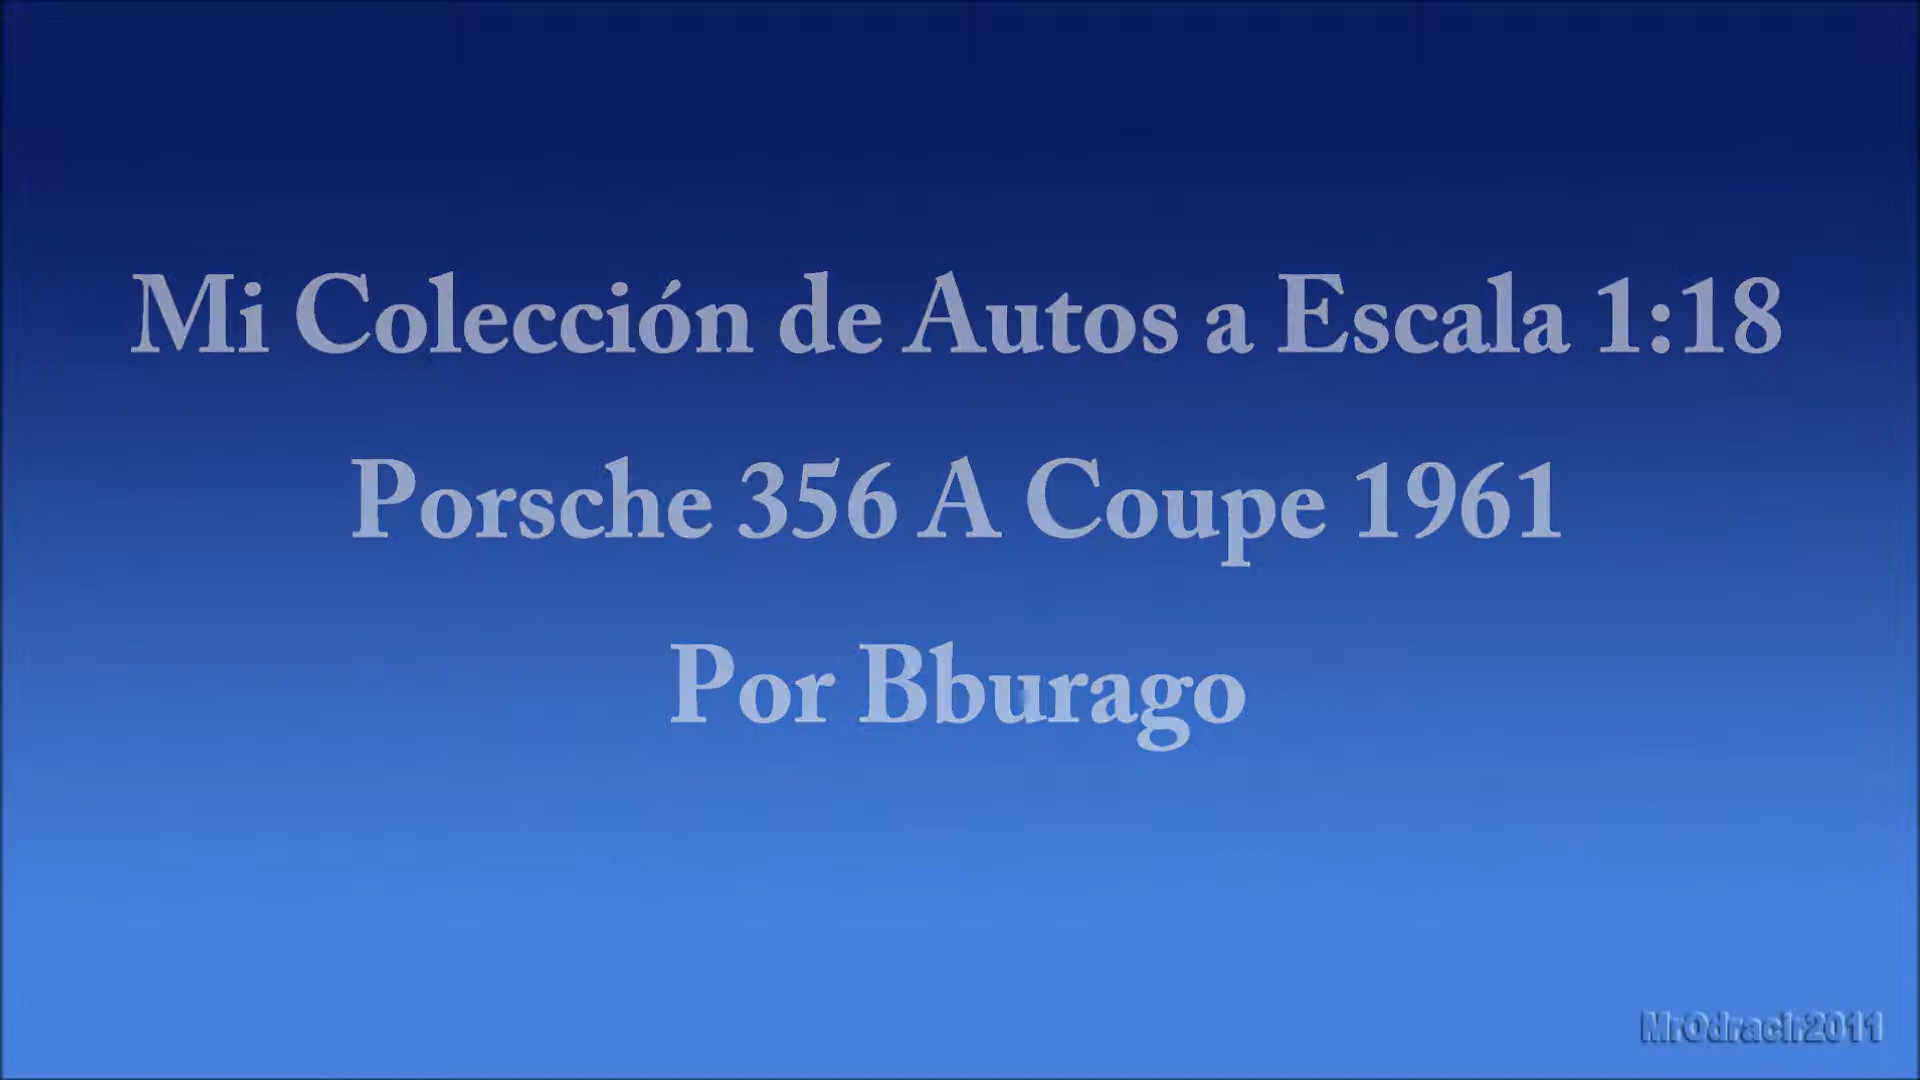 Mi Colección de Autos a Escala 1:18
Porsche 356 A Coupe 1961
Por Bburago
MrOdracir2011